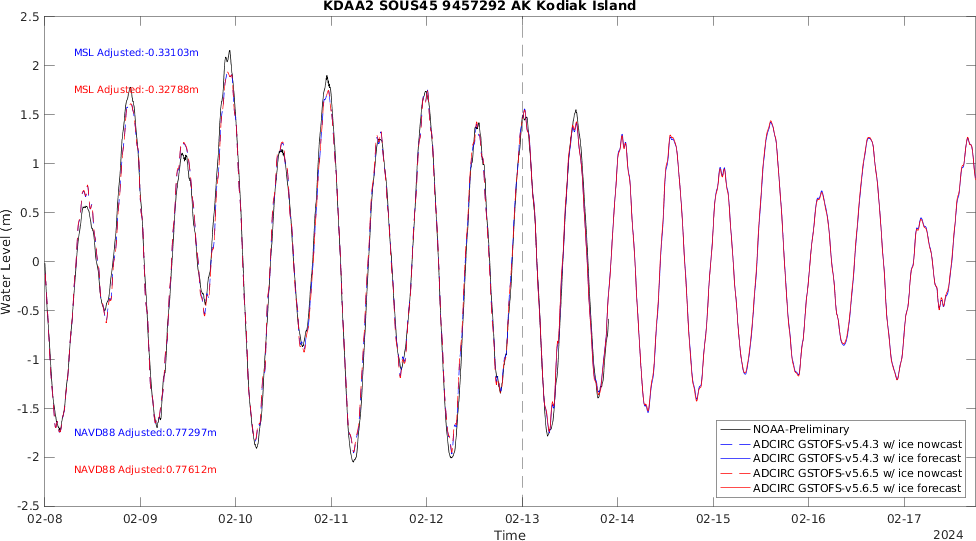 KDAA2 SOUS45 9457292 AK Kodiak Island
2.5
2
1.5
1
0.5
0
-0.5
-1
-1.5
-2
-2.5
Water Level (m)
MSL Adjusted:-0.33103m
MSL Adjusted:-0.32788m
NAVD88 Adjusted:0.77297m
NAVD88 Adjusted:0.77612m
NOAA-Preliminary
ADCIRC GSTOFS-v5.4.3 w/ ice nowcast
ADCIRC GSTOFS-v5.4.3 w/ ice forecast
ADCIRC GSTOFS-v5.6.5 w/ ice nowcast
ADCIRC GSTOFS-v5.6.5 w/ ice forecast
02-08 02-09 02-10 02-11 02-12 02-13 02-14 02-15 02-16 02-17
Time
2024